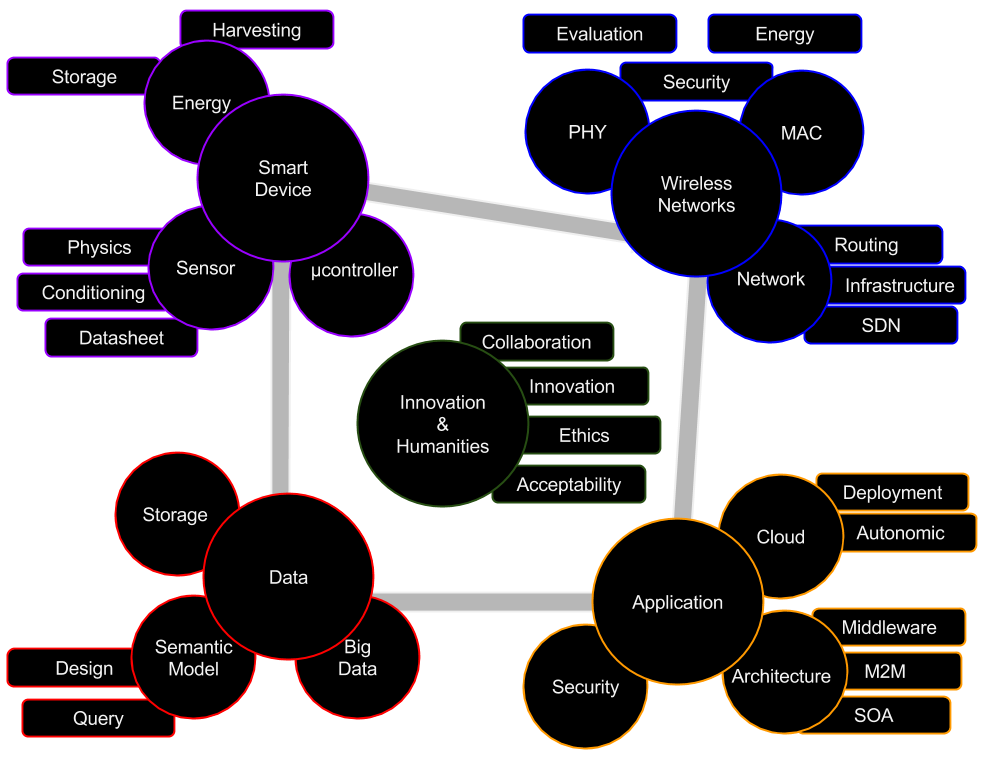 Harvesting
Storage
Energy
Smart
Device
Physics
Sensor
Conditioning
Datasheet
μcontroller
Evaluation
Energy
Security
PHY
MAC
Wireless
Networks
Network
Routing
Infrastructure
SDN
Collaboration
Innovation
&
Humanities
Innovation
Ethics
Acceptability
Storage
Data
Semantic
Model
Big
Data
Design
Query
Deployment
Cloud
Autonomic
Application
Security
Architecture
Middleware
M2M
SOA